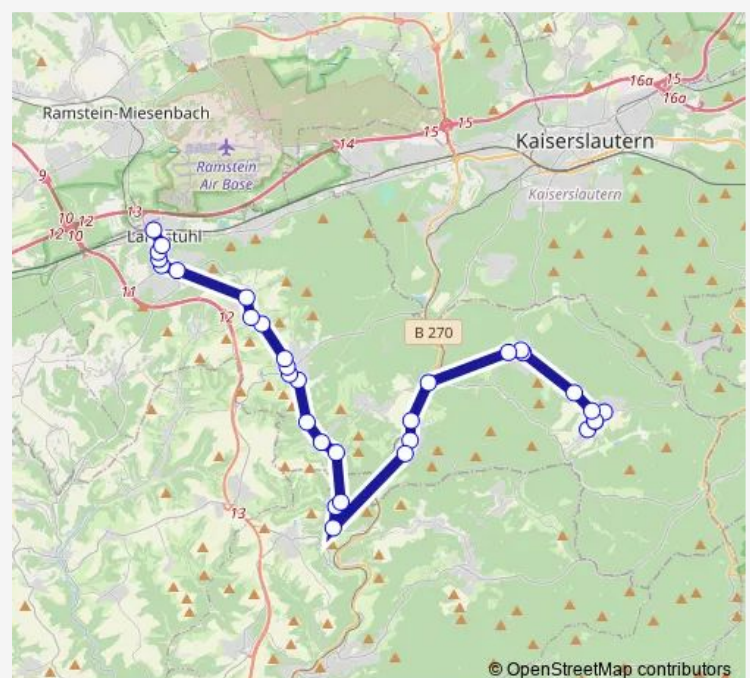 16a
15
16a
Ramstein-Miesenbach
15
15
Kaiserslautern
14
Ramstein
Air Base
9
Kaiserslautern
10
12
13
12
10
11
12
B 270
13
© OpenStreetMap contributors